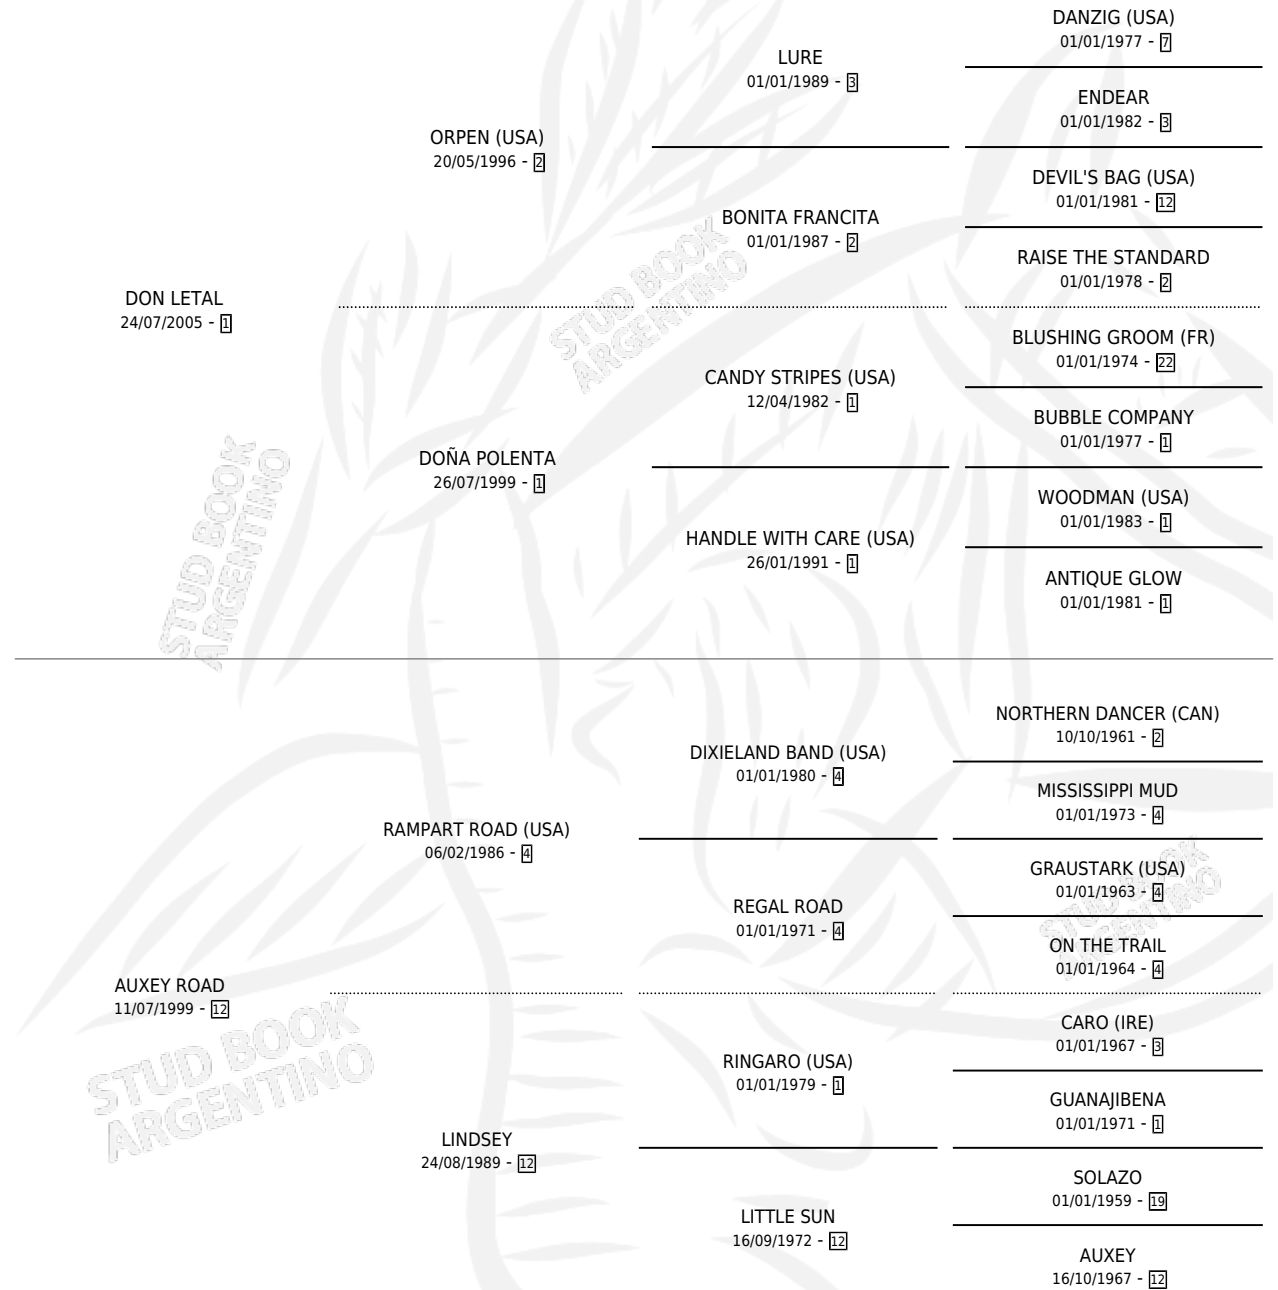 DANZIG (USA)
01/01/1977 - 7
LURE
01/01/1989 - 3
ENDEAR
01/01/1982 - 3
ORPEN (USA)
20/05/1996 - 2
DEVIL'S BAG (USA)
01/01/1981 - 12
BONITA FRANCITA
01/01/1987 - 2
RAISE THE STANDARD
01/01/1978 - 2
DON LETAL
24/07/2005 - 1
STUD BOOK
ARGENTINO
BLUSHING GROOM (FR)
01/01/1974 - 22
CANDY STRIPES (USA)
12/04/1982 - 1
BUBBLE COMPANY
01/01/1977 - 1
DOÑA POLENTA
26/07/1999 - 1
WOODMAN (USA)
01/01/1983 - 1
HANDLE WITH CARE (USA)
26/01/1991 - 1
ANTIQUE GLOW
01/01/1981 - 1
STUD BOOK
ARGENTINO
NORTHERN DANCER (CAN)
10/10/1961 - 2
DIXIELAND BAND (USA)
01/01/1980 - 4
MISSISSIPPI MUD
01/01/1973 - 4
RAMPART ROAD (USA)
06/02/1986 - 4
GRAUSTARK (USA)
01/01/1963 - 4
REGAL ROAD
01/01/1971 - 4
STUD BOOK
ARGENTINO
ON THE TRAIL
01/01/1964 - 4
AUXEY ROAD
11/07/1999 - 12
CARO (IRE)
01/01/1967 - 3
RINGARO (USA)
01/01/1979 - 1
STUD BOOK
ARGENTINO
GUANAJIBENA
01/01/1971 - 1
LINDSEY
24/08/1989 - 12
SOLAZO
01/01/1959 - 19
LITTLE SUN
16/09/1972 - 12
AUXEY
16/10/1967 - 12